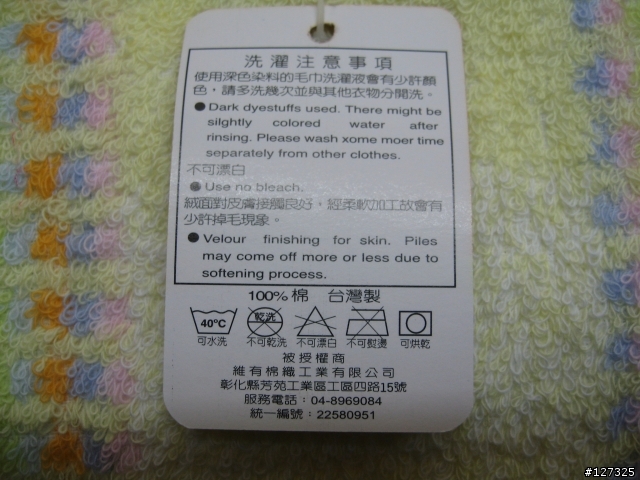 洗灌注意事項
使用深色染料的毛巾洗灌液會有少許顏
色，請多洗幾次並與其他衣物分開洗。
● Dark dyestuffs used. There might be
silghtly colored water after
rinsing. Please wash xome moer time
separately from other clothes.
不可漂白
● Use no bleach.
絨面對皮膚接觸良好，經柔軟加工故會有
少許掉毛現象。
● Velour finishing for skin. Piles
may come off more or less due to
softening process.
100%棉 台灣製
40°C 乾洗
可水洗 不可乾洗 不可漂白 不可熨燙 可烘乾
被授權商
維有棉織工業有限公司
彰化縣芳苑工業區工區四路15號
服務電話：04-8969084
統一編號：22580951
#127325